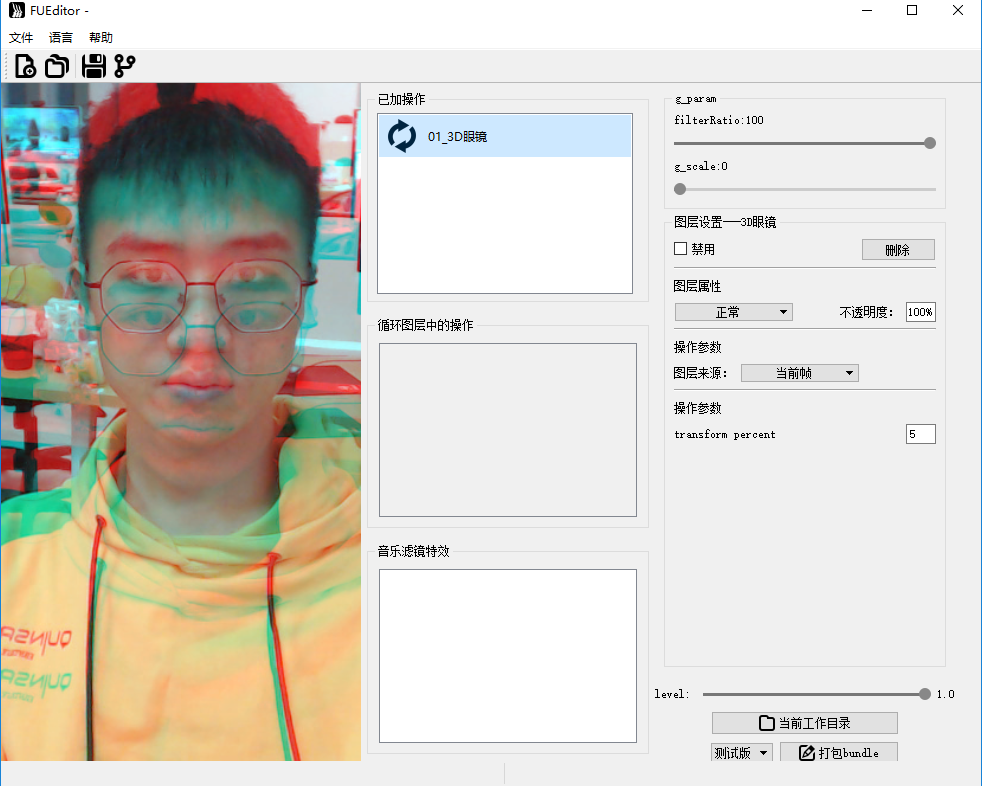 FUEditor -
文件 语言 帮助
已加操作
01_3D眼镜
循环图层中的操作
音乐滤镜特效
g_param
filterRatio:100
g_scale:0
图层设置——3D眼镜
禁用
删除
图层属性
正常
不透明度：
100%
操作参数
图层来源：
当前帧
操作参数
transform percent
5
level:
1.0
当前工作目录
测试版
打包bundle